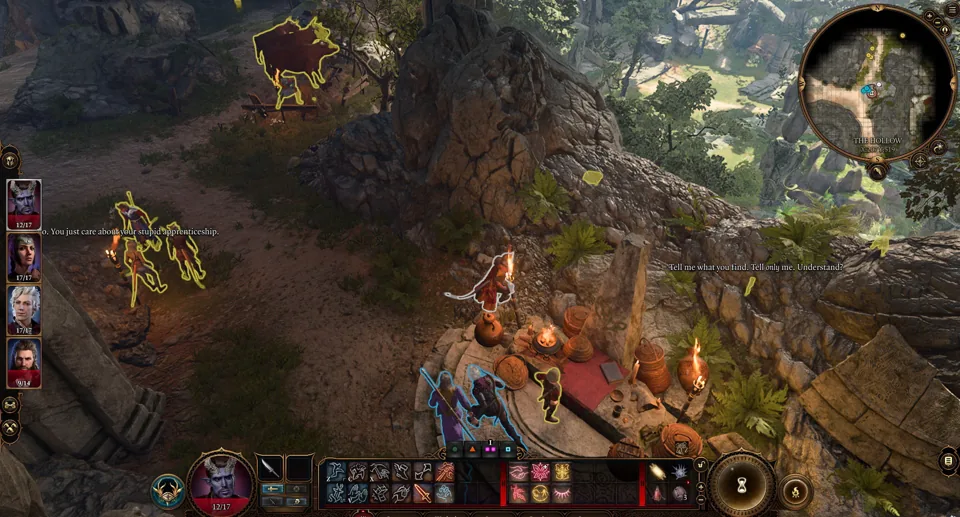 THE HOLLOW
12/17
o. You just care about your stupid apprenticeship.
17/17
Tell me what you find. Tell only me. Understand?
17/17
9/14
12/17